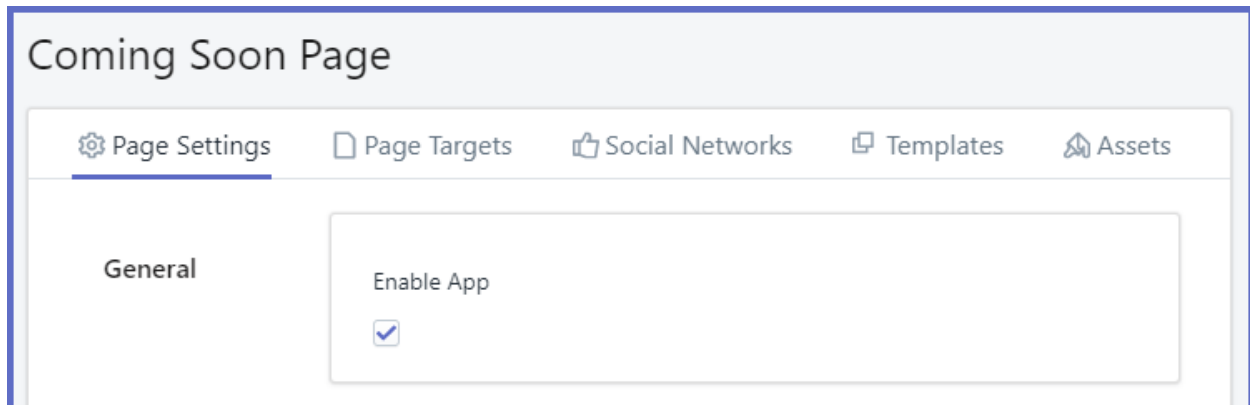 Coming Soon Page
Page Settings Page Targets Social Networks Templates Assets
General
Enable App